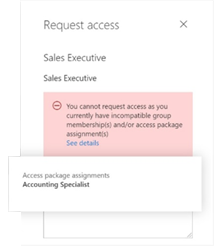 Request access
Sales Executive
Sales Executive
You cannot request access as you
currently have incompatible group
membership(s) and/or access package
assignment(s)
See details
Access package assignments
Accounting Specialist